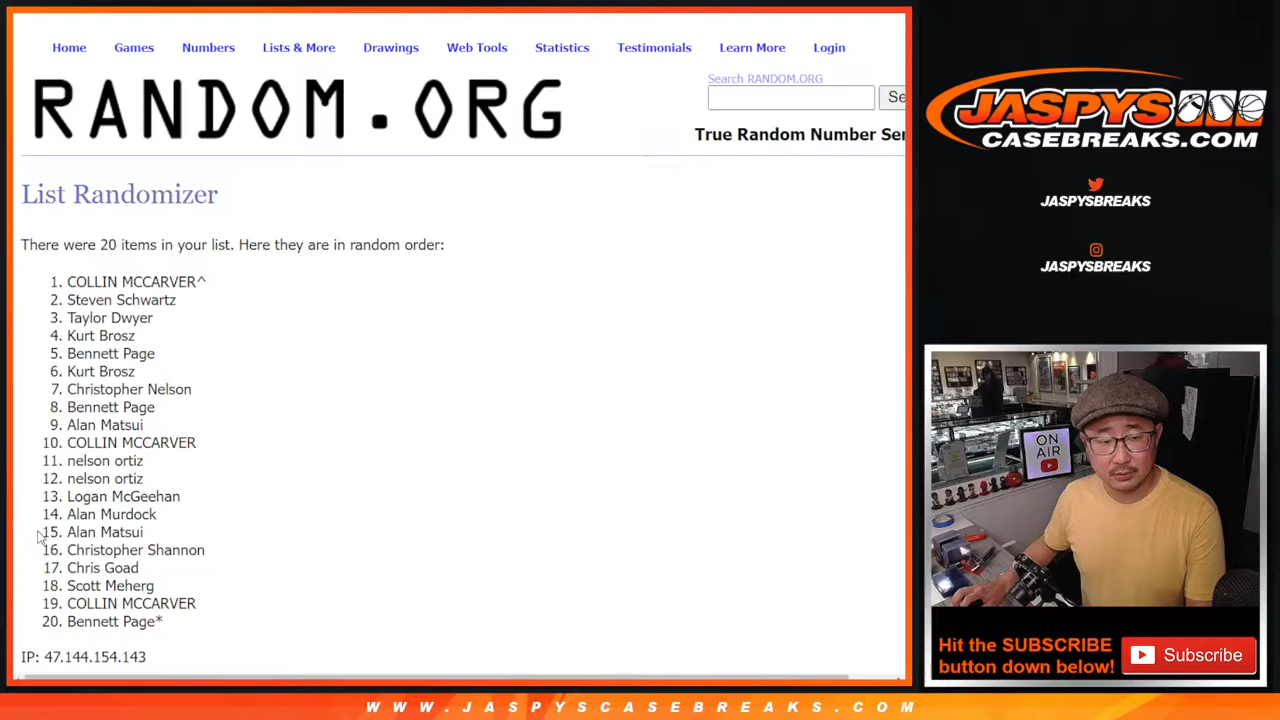 Home Games Numbers Lists & More Drawings Web Tools Statistics Testimonials Learn More Login
RANDOM.ORG
Search RANDOM.ORG
Se
True Random Number Ser
List Randomizer
There were 20 items in your list. Here they are in random order:
1. COLLIN MCCARVER^
2. Steven Schwartz
3. Taylor Dwyer
4. Kurt Brosz
5. Bennett Page
6. Kurt Brosz
7. Christopher Nelson
8. Bennett Page
9. Alan Matsui
10. COLLIN MCCARVER
11. nelson ortiz
12. nelson ortiz
13. Logan McGeehan
14. Alan Murdock
15. Alan Matsui
16. Christopher Shannon
17. Chris Goad
18. Scott Meherg
19. COLLIN MCCARVER
20. Bennett Page*
IP: 47.144.154.143
JASPYS
CASEBREAKS.COM
JASPYSBREAKS
JASPYSBREAKS
ON
AIR
Hit the SUBSCRIBE
button down below!
Subscribe
WWW.JASPYSCASEBREAKS.COM